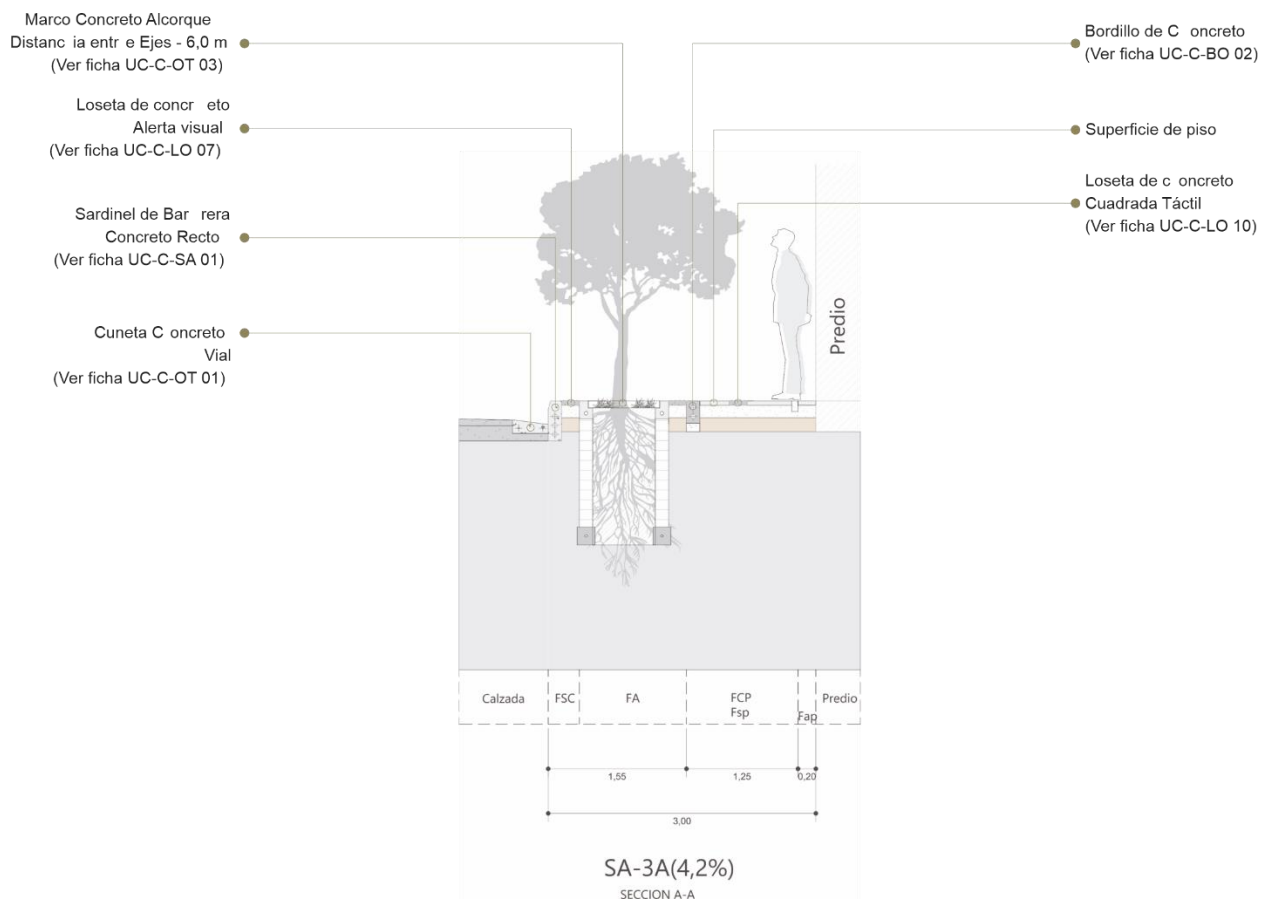 Marco Concreto Alcorque
Distanc ia entr e Ejes - 6,0 m
(Ver ficha UC-C-OT 03)
Loseta de concr eto
Alerta visual
(Ver ficha UC-C-LO 07)
Sardinel de Bar rera
Concreto Recto
(Ver ficha UC-C-SA 01)
Cuneta C oncreto
Vial
(Ver ficha UC-C-OT 01)
Bordillo de C oncreto
(Ver ficha UC-C-BO 02)
Superficie de piso
Loseta de c oncreto
Cuadrada Táctil
(Ver ficha UC-C-LO 10)
Predio
Calzada
FSC
FA
FCP
Fsp
Fap
Predio
1,55
1,25
0,20
3,00
SA-3A(4,2%)
SECCION A-A